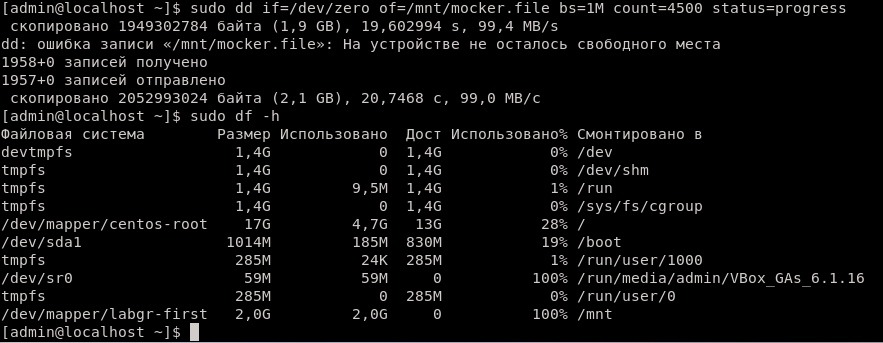 [admin@localhost ~]$ sudo dd if=/dev/zero of=/mnt/mocker.file bs=1M count=4500 status=progress
 скопировано 1949302784 байта (1,9 GB), 19,602994 s, 99,4 MB/s
dd: ошибка записи «/mnt/mocker.file»: На устройстве не осталось свободного места
1958+0 записей получено
1957+0 записей отправлено
 скопировано 2052993024 байта (2,1 GB), 20,7468 c, 99,0 MB/c
[admin@localhost ~]$ sudo df -h
Файловая система        Размер Использовано  Дост Использовано% Cмонтировано в
devtmpfs                  1,4G            0  1,4G            0% /dev
tmpfs                     1,4G            0  1,4G            0% /dev/shm
tmpfs                     1,4G         9,5M  1,4G            1% /run
tmpfs                     1,4G            0  1,4G            0% /sys/fs/cgroup
/dev/mapper/centos-root    17G         4,7G   13G           28% /
/dev/sda1                1014M         185M  830M           19% /boot
tmpfs                     285M          24K  285M            1% /run/user/1000
/dev/sr0                   59M          59M     0          100% /run/media/admin/VBox_GAs_6.1.16
tmpfs                     285M            0  285M            0% /run/user/0
/dev/mapper/labgr-first   2,0G         2,0G     0          100% /mnt
[admin@localhost ~]$